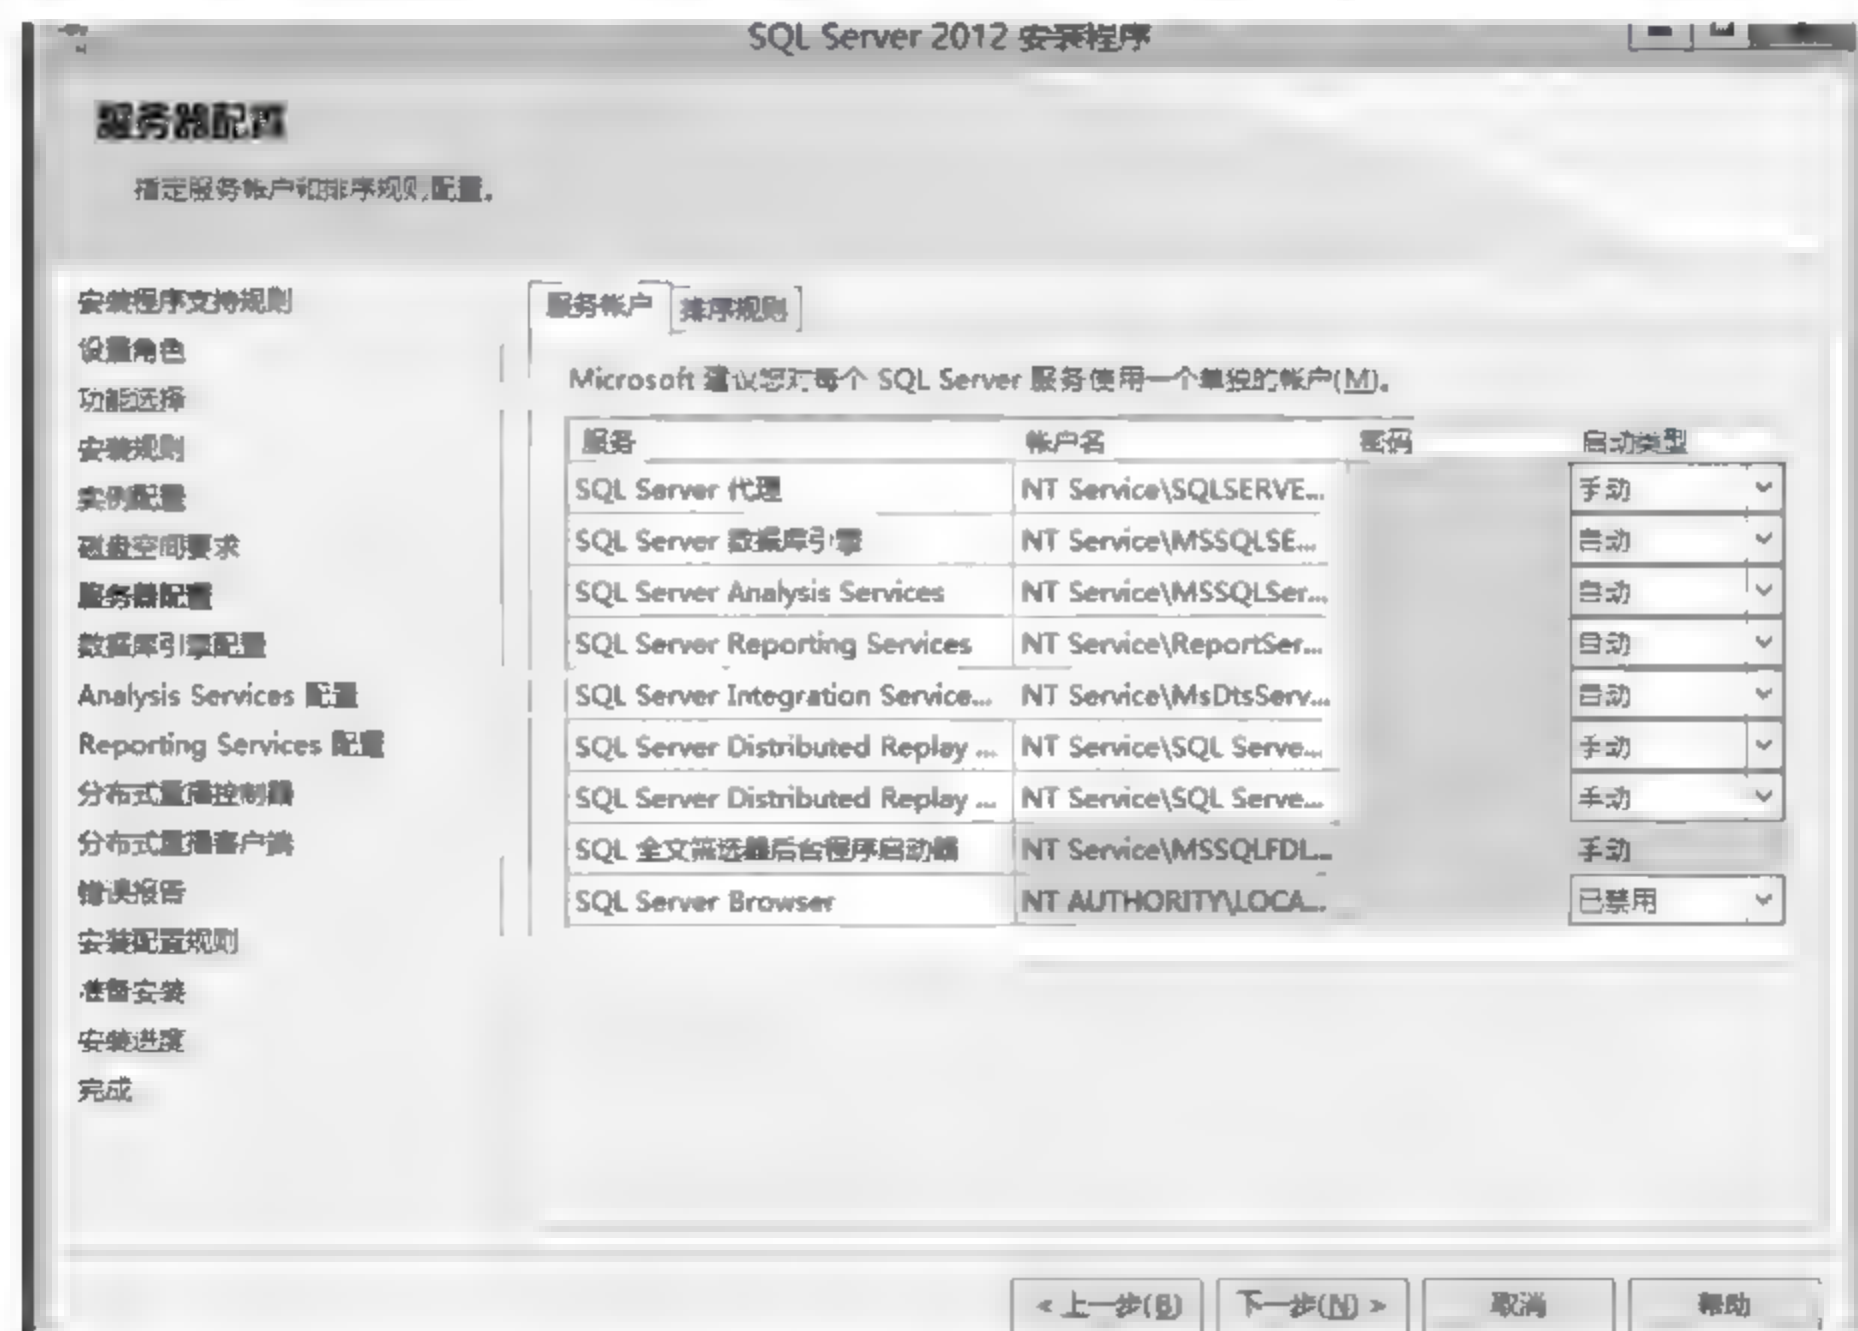 SQL Server 2012 安装程序
服务器配置
指定服务帐户和排序规则配置。
安装程序支持规则
设置角色
功能选择
安装规则
实例配置
磁盘空间要求
服务器配置
数据库引擎配置
Analysis Services 配置
Reporting Services 配置
分布式重播控制器
分布式重播客户端
错误报告
安装配置规则
准备安装
安装进度
完成
服务帐户 排序规则
Microsoft 建议您对每个 SQL Server 服务使用一个单独的帐户(M)。
服务 帐户名 密码 启动类型
SQL Server 代理 NT Service\SQLSERVE... 手动
SQL Server 数据库引擎 NT Service\MSSQLSE... 自动
SQL Server Analysis Services NT Service\MSSQLSer... 自动
SQL Server Reporting Services NT Service\ReportSer... 自动
SQL Server Integration Service... NT Service\MsDtsServ... 自动
SQL Server Distributed Replay ... NT Service\SQL Serve... 手动
SQL Server Distributed Replay ... NT Service\SQL Serve... 手动
SQL 全文筛选器后台程序启动器 NT Service\MSSQLFDL... 手动
SQL Server Browser NT AUTHORITY\LOCA... 已禁用
< 上一步(B) 下一步(N) > 取消 帮助